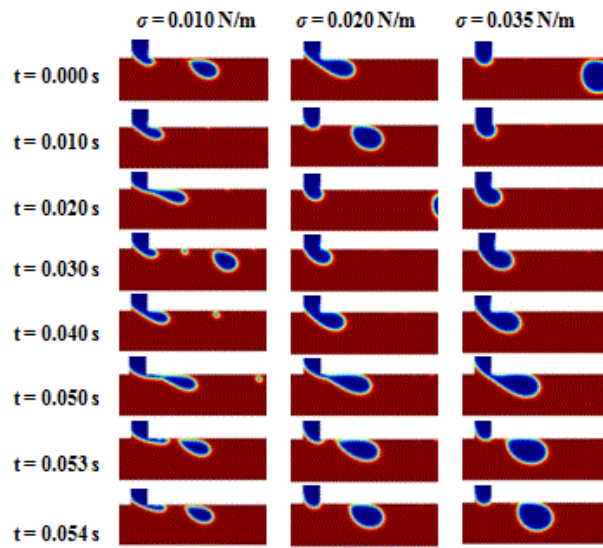 σ = 0.010 N/m σ = 0.020 N/m σ = 0.035 N/m
t = 0.000 s
t = 0.010 s
t = 0.020 s
t = 0.030 s
t = 0.040 s
t = 0.050 s
t = 0.053 s
t = 0.054 s